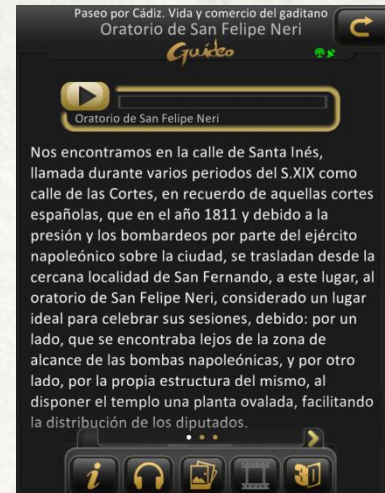 Paseo por Cádiz. Vida y comercio del gaditano
Oratorio de San Felipe Neri
Guideo
Oratorio de San Felipe Neri
Nos encontramos en la calle de Santa Inés,
llamada durante varios periodos del S.XIX como
calle de las Cortes, en recuerdo de aquellas cortes
españolas, que en el año 1811 y debido a la
presión y los bombardeos por parte del ejército
napoleónico sobre la ciudad, se trasladan desde la
cercana localidad de San Fernando, a este lugar, al
oratorio de San Felipe Neri, considerado un lugar
ideal para celebrar sus sesiones, debido: por un
lado, que se encontraba lejos de la zona de
alcance de las bombas napoleónicas, y por otro
lado, por la propia estructura del mismo, al
disponer el templo una planta ovalada, facilitando
la distribución de los diputados.
i
3D